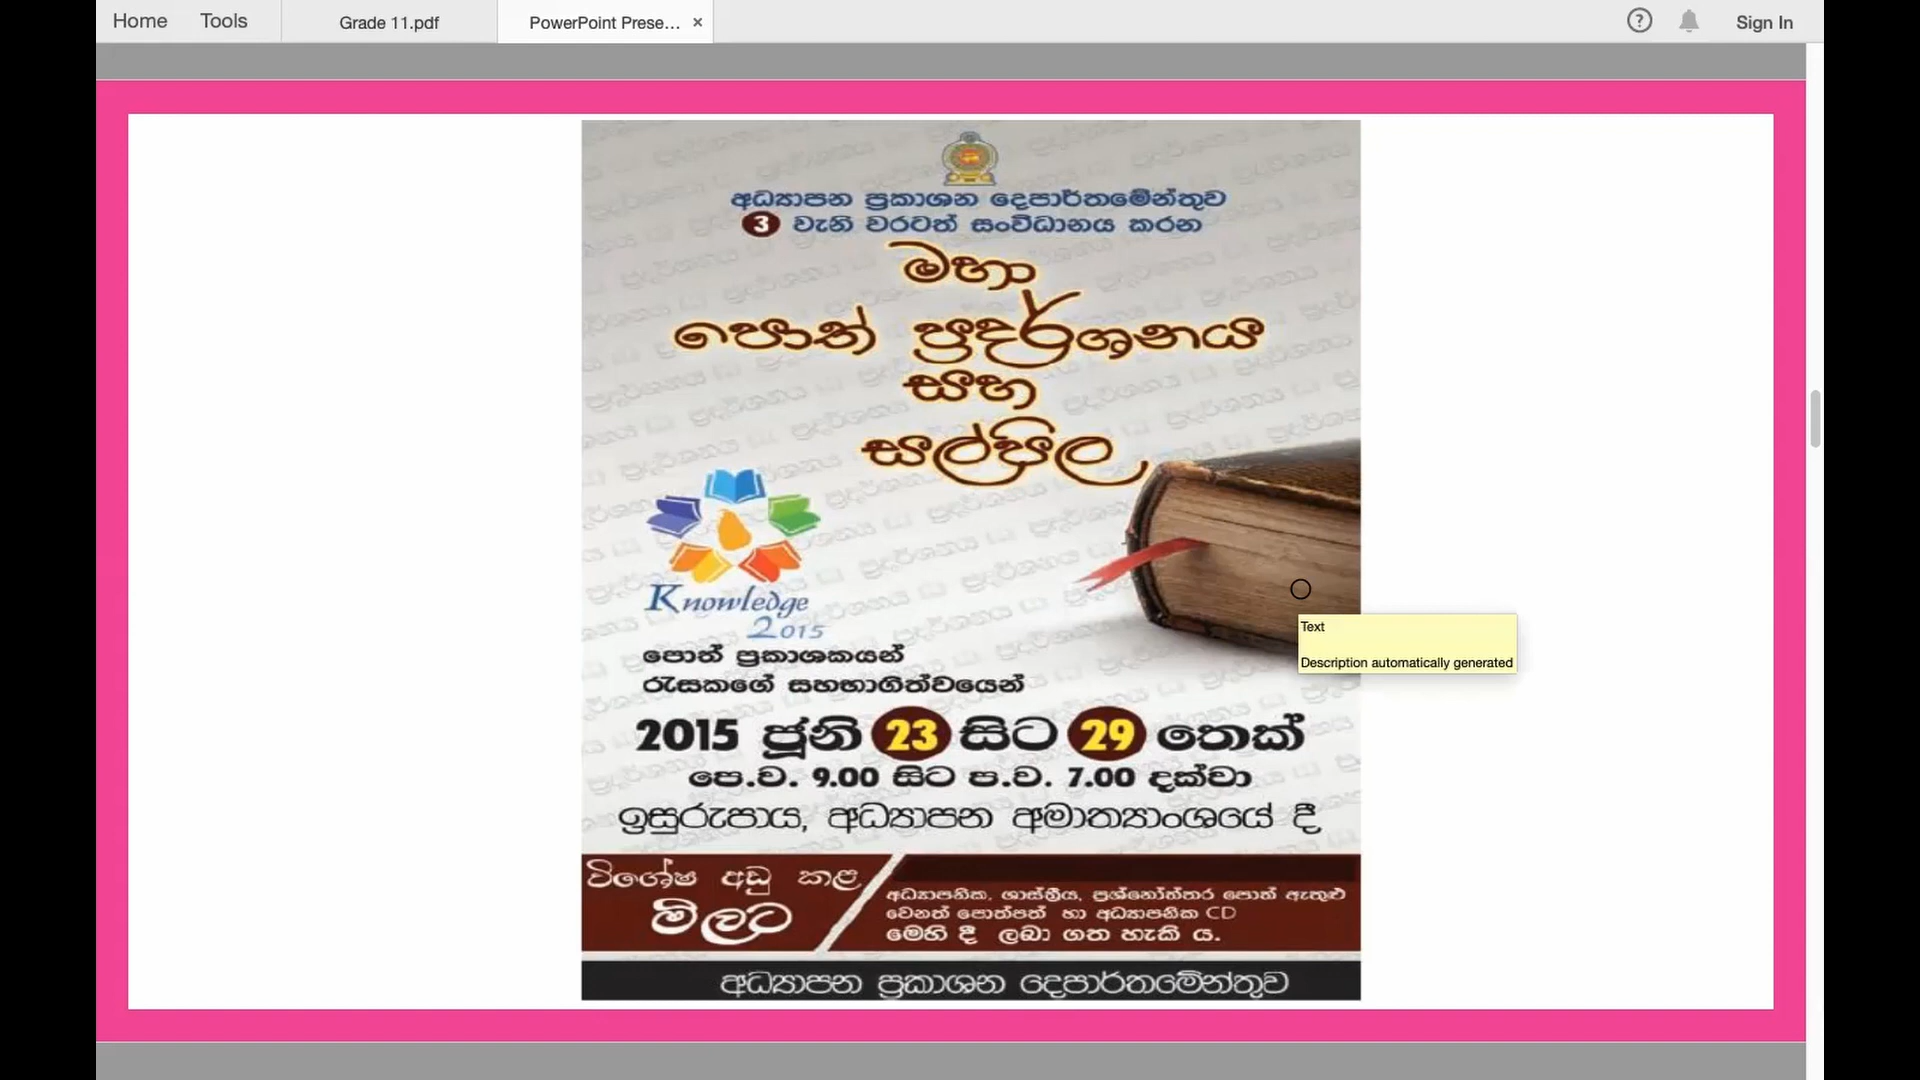 Home
Tools
Grade 11.pdf
PowerPoint Prese...
Sign In
අධ්‍යාපන ප්‍රකාශන දෙපාර්තමේන්තුව
3 වැනි වරටත් සංවිධානය කරන
මහා
පොත් ප්‍රදර්ශනය
සහ
සල්පිල
Knowledge
2015
පොත් ප්‍රකාශකයන්
රැසකගේ සහභාගිත්වයෙන්
2015 ජූනි 23 සිට 29 තෙක්
පෙ.ව. 9.00 සිට ප.ව. 7.00 දක්වා
ඉසුරුපාය, අධ්‍යාපන අමාත්‍යාංශයේ දී
විශේෂ අඩු කළ
මිලට
අධ්‍යාපනික, ශාස්ත්‍රීය, ප්‍රශ්නෝත්තර පොත් ඇතුළු
වෙනත් පොත්පත් හා අධ්‍යාපනික CD
මෙහි දී ලබා ගත හැකි ය.
අධ්‍යාපන ප්‍රකාශන දෙපාර්තමේන්තුව
Text
Description automatically generated